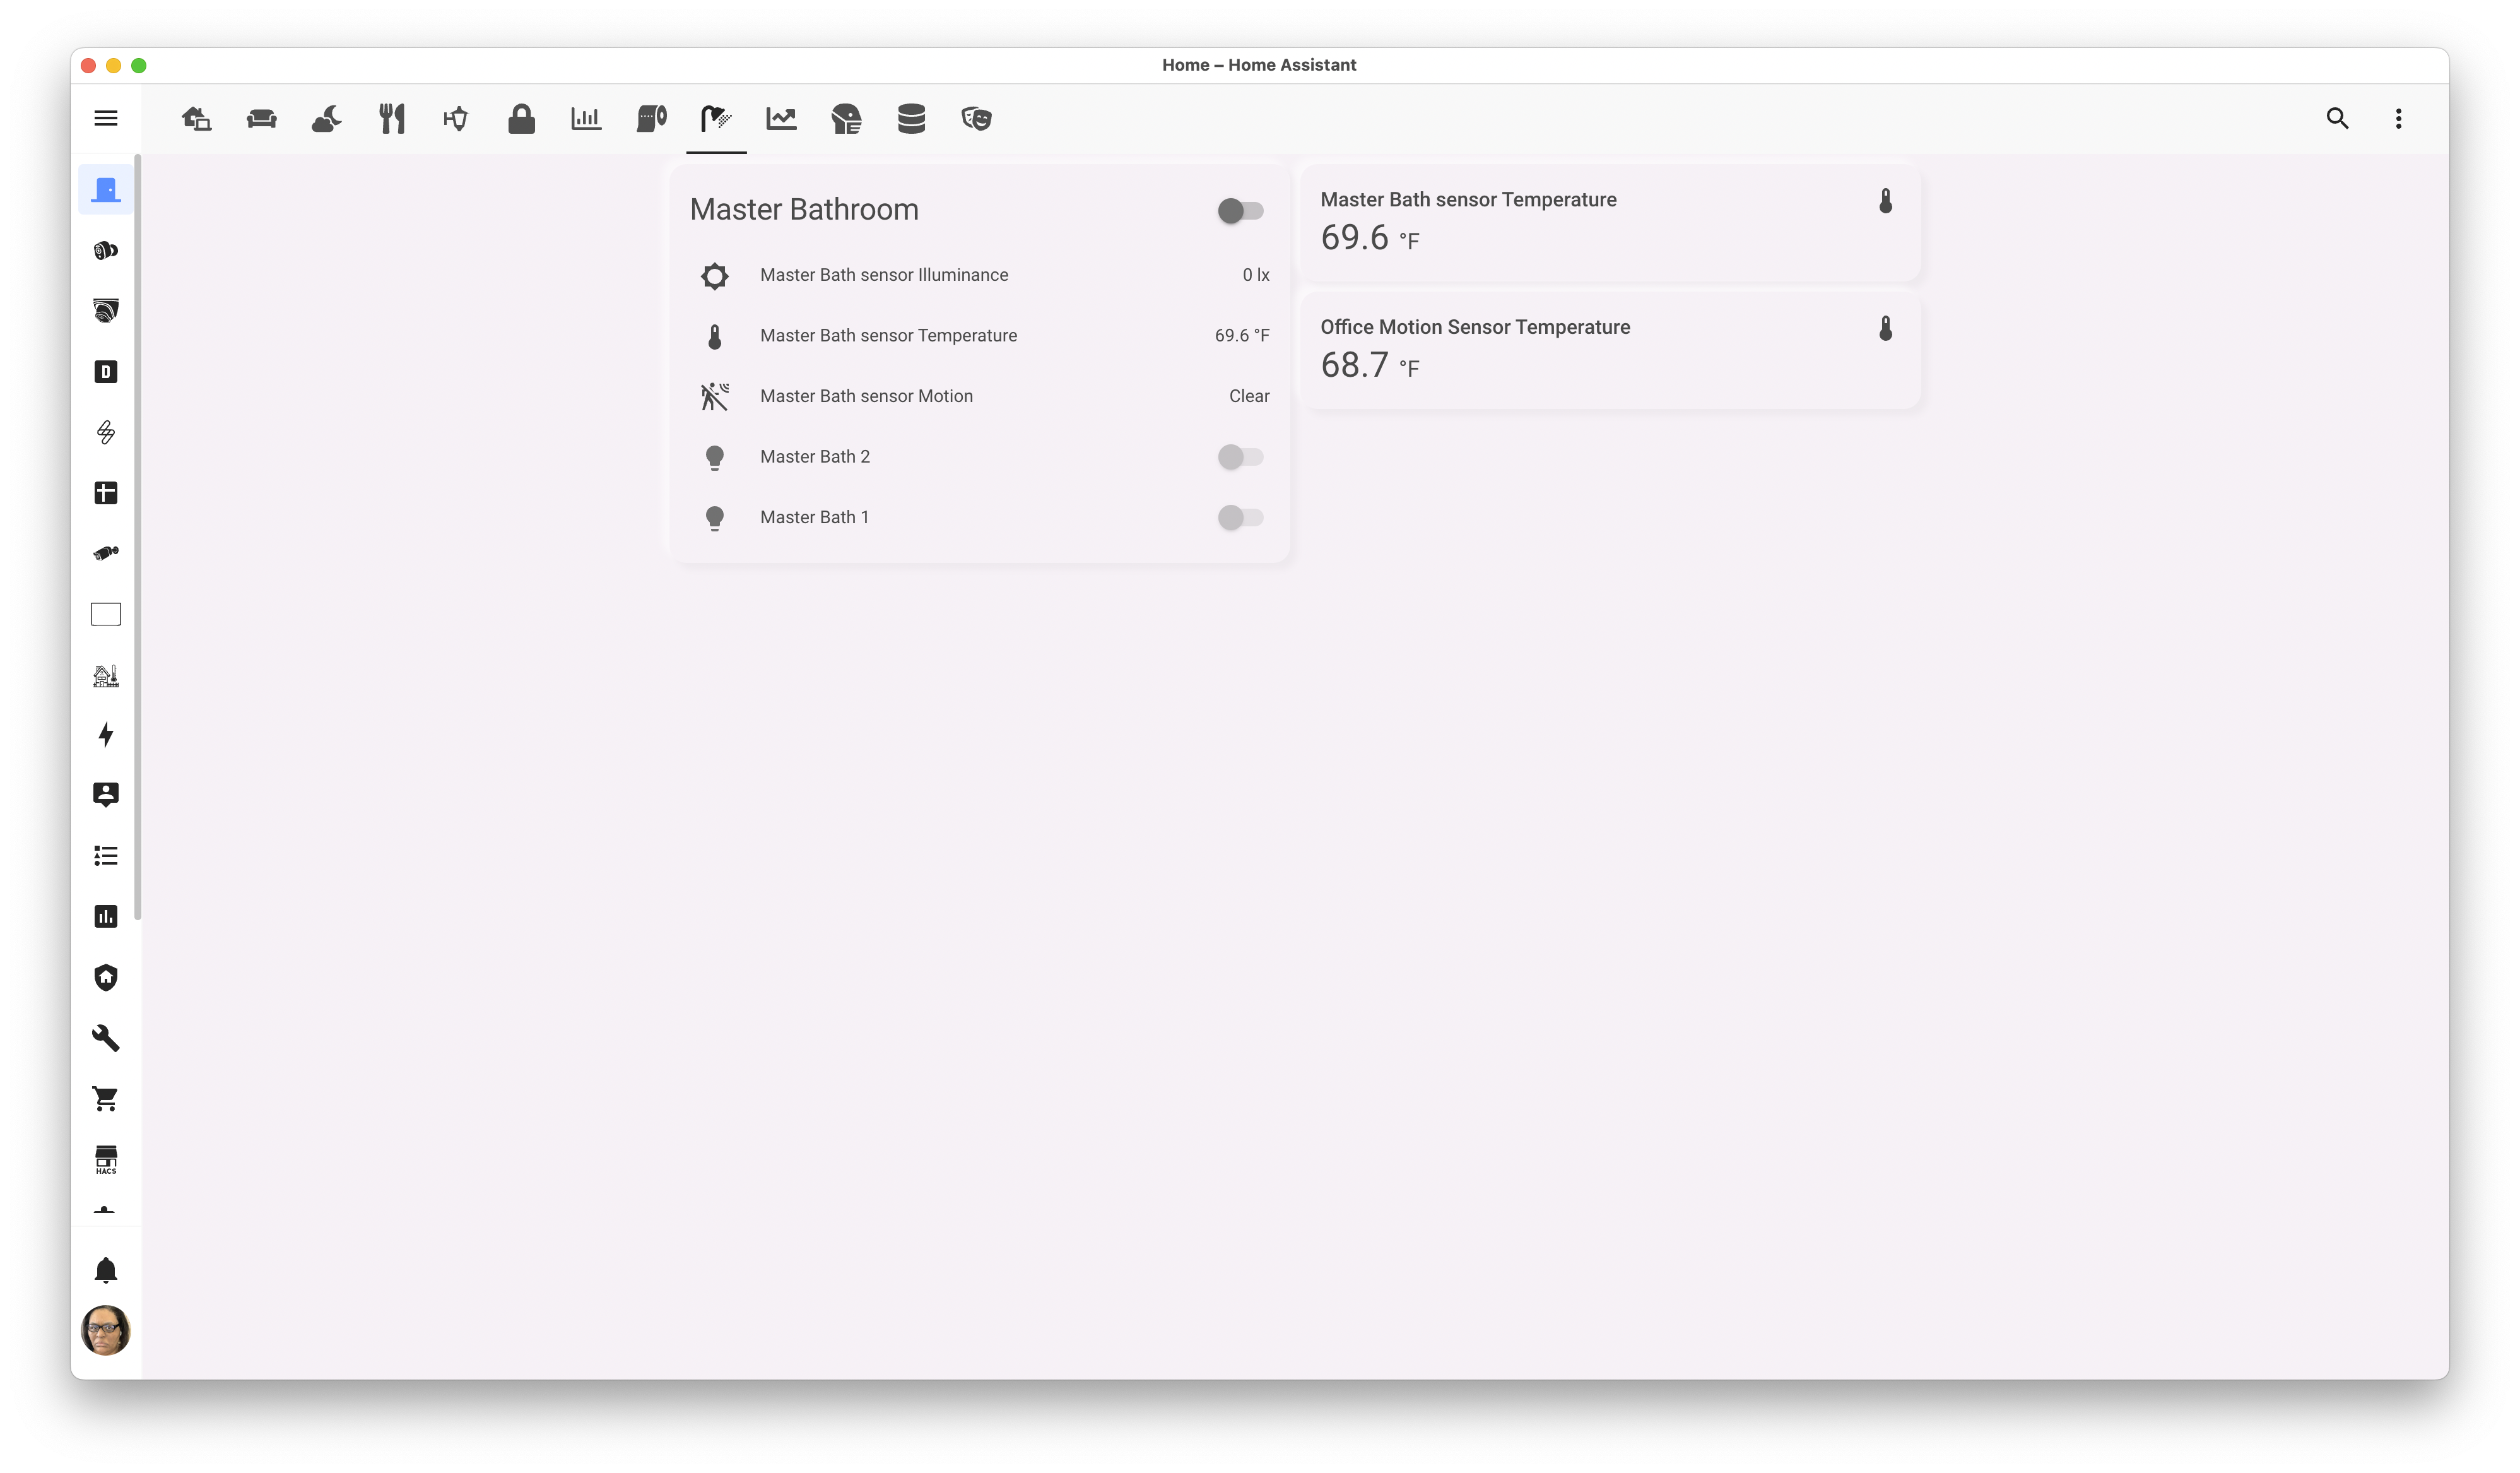 Home – Home Assistant
Master Bathroom
Master Bath sensor Illuminance 0 lx
Master Bath sensor Temperature 69.6 °F
Master Bath sensor Motion Clear
Master Bath 2
Master Bath 1
Master Bath sensor Temperature
69.6 °F
Office Motion Sensor Temperature
68.7 °F
D
HACS